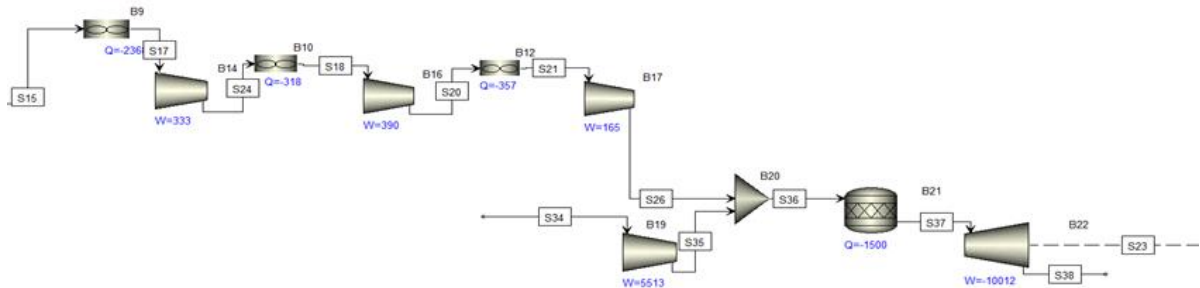 B9
Q=-236
S17
S15
B14
S24
W=333
B10
Q=-318
S18
B16
S20
W=390
B12
Q=-357
S21
B17
W=165
S26
B20
S36
S34
B19
S35
W=5513
B21
Q=-1500
S37
B22
W=-10012
S23
S38